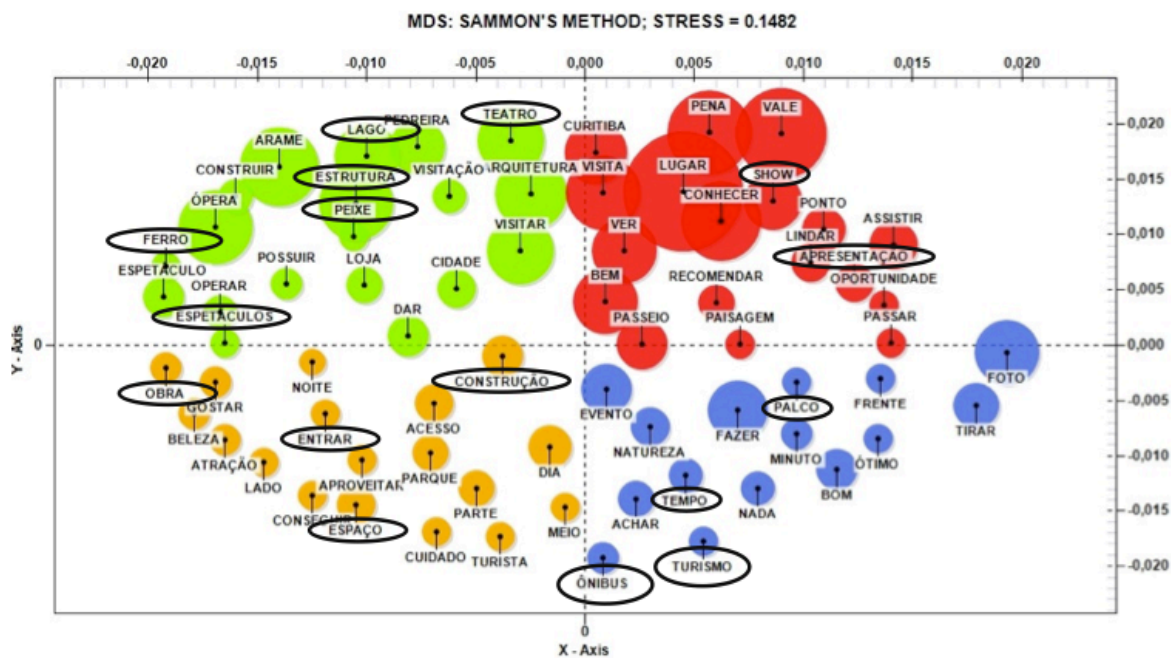 MDS: SAMMON'S METHOD; STRESS = 0.1482
-0,020 -0,015 -0,010 -0,005 0,000 0,005 0,010 0,015 0,020
TEATRO PENA VALE
LAGO PEDREIRA CURITIBA 0,020
ARAME
CONSTRUIR ESTRUTURA VISITAÇÃO ARQUITETURA VISITA LUGAR SHOW 0,015
ÓPERA PEIXE CONHECER PONTO ASSISTIR
FERRO VISITAR VER LINDAR 0,010
ESPETÁCULO POSSUIR LOJA CIDADE BEM RECOMENDAR APRESENTAÇÃO
OPERAR OPORTUNIDADE 0,005
ESPETÁCULOS DAR PASSEIO PAISAGEM PASSAR
Y - Axis
0 0,000
OBRA NOITE CONSTRUÇÃO FOTO
GOSTAR EVENTO PALCO FRENTE -0,005
BELEZA ENTRAR ACESSO NATUREZA FAZER TIRAR
ATRAÇÃO MINUTO ÓTIMO
LADO APROVEITAR PARQUE DIA -0,010
CONSEGUIR PARTE TEMPO NADA BOM
ESPAÇO MEIO ACHAR -0,015
CUIDADO TURISTA
ÔNIBUS TURISMO -0,020
0
X - Axis